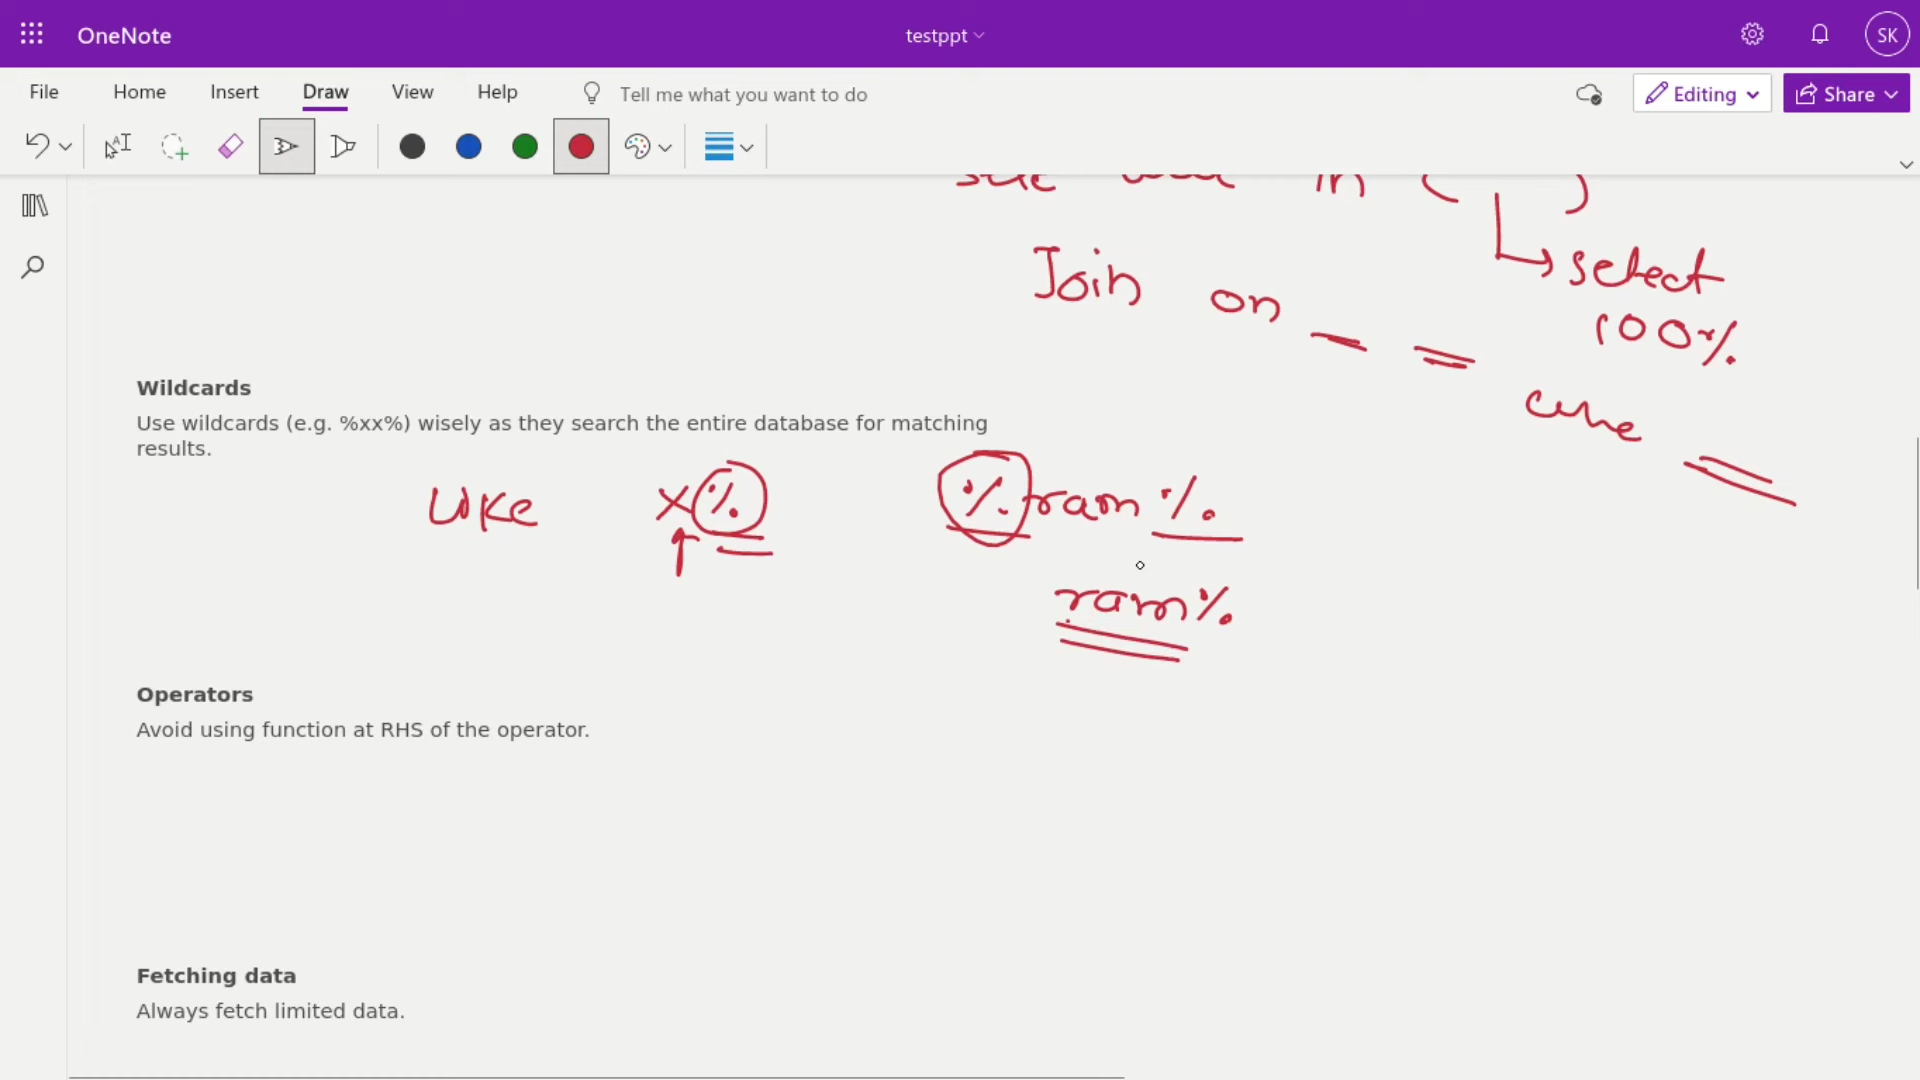 OneNote
testppt
SK
File Home Insert Draw View Help Tell me what you want to do Editing Share
in ( )
Join on
select
100%
Wildcards
Use wildcards (e.g. %xx%) wisely as they search the entire database for matching
results.
Like x% %ram%
ram%
Operators
Avoid using function at RHS of the operator.
Fetching data
Always fetch limited data.